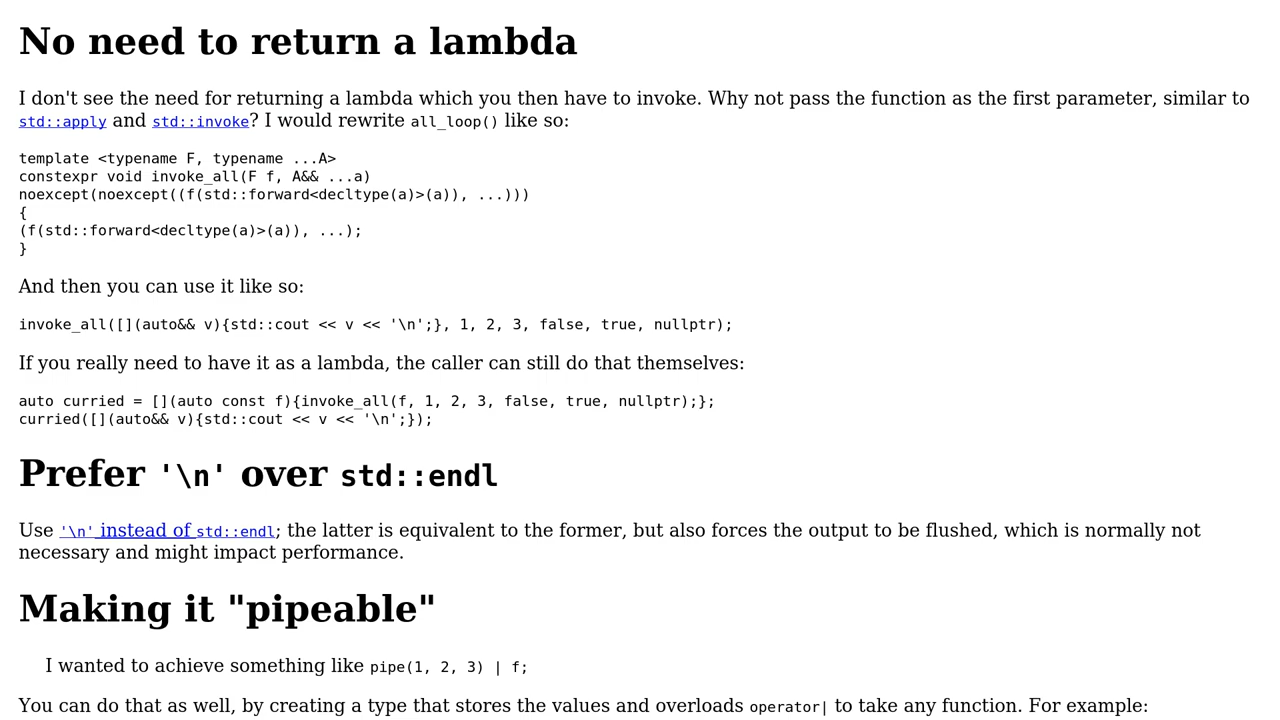 No need to return a lambda
I don't see the need for returning a lambda which you then have to invoke. Why not pass the function as the first parameter, similar to
std::apply and std::invoke? I would rewrite all_loop() like so:
template <typename F, typename ...A>
constexpr void invoke_all(F f, A&& ...a)
noexcept(noexcept((f(std::forward<decltype(a)>(a)), ...)))
{
(f(std::forward<decltype(a)>(a)), ...);
}
And then you can use it like so:
invoke_all([](auto&& v){std::cout << v << '\n';}, 1, 2, 3, false, true, nullptr);
If you really need to have it as a lambda, the caller can still do that themselves:
auto curried = [](auto const f){invoke_all(f, 1, 2, 3, false, true, nullptr);};
curried([](auto&& v){std::cout << v << '\n';});
Prefer '\n' over std::endl
Use '\n' instead of std::endl; the latter is equivalent to the former, but also forces the output to be flushed, which is normally not
necessary and might impact performance.
Making it "pipeable"
I wanted to achieve something like pipe(1, 2, 3) | f;
You can do that as well, by creating a type that stores the values and overloads operator| to take any function. For example: